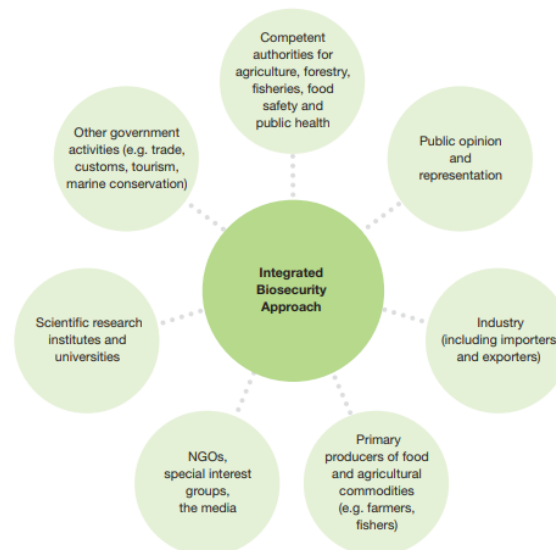 Competent
authorities for
agriculture, forestry,
fisheries, food
safety and
public health
Other government
activities (e.g. trade,
customs, tourism,
marine conservation)
Public opinion
and
representation
Integrated
Biosecurity
Approach
Scientific research
institutes and
universities
Industry
(including importers
and exporters)
NGOs,
special interest
groups,
the media
Primary
producers of food
and agricultural
commodities
(e.g. farmers,
fishers)